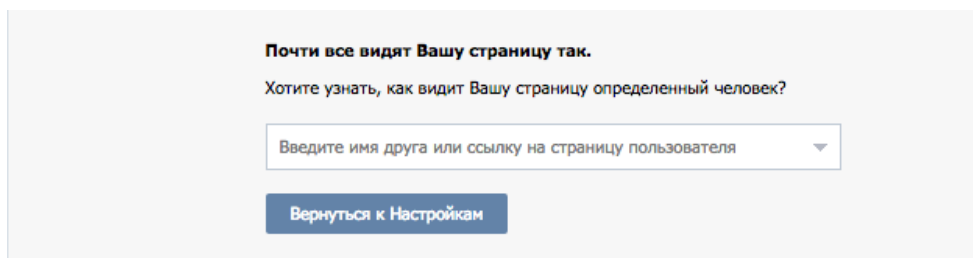 Почти все видят Вашу страницу так.
Хотите узнать, как видит Вашу страницу определенный человек?
Введите имя друга или ссылку на страницу пользователя
Вернуться к Настройкам